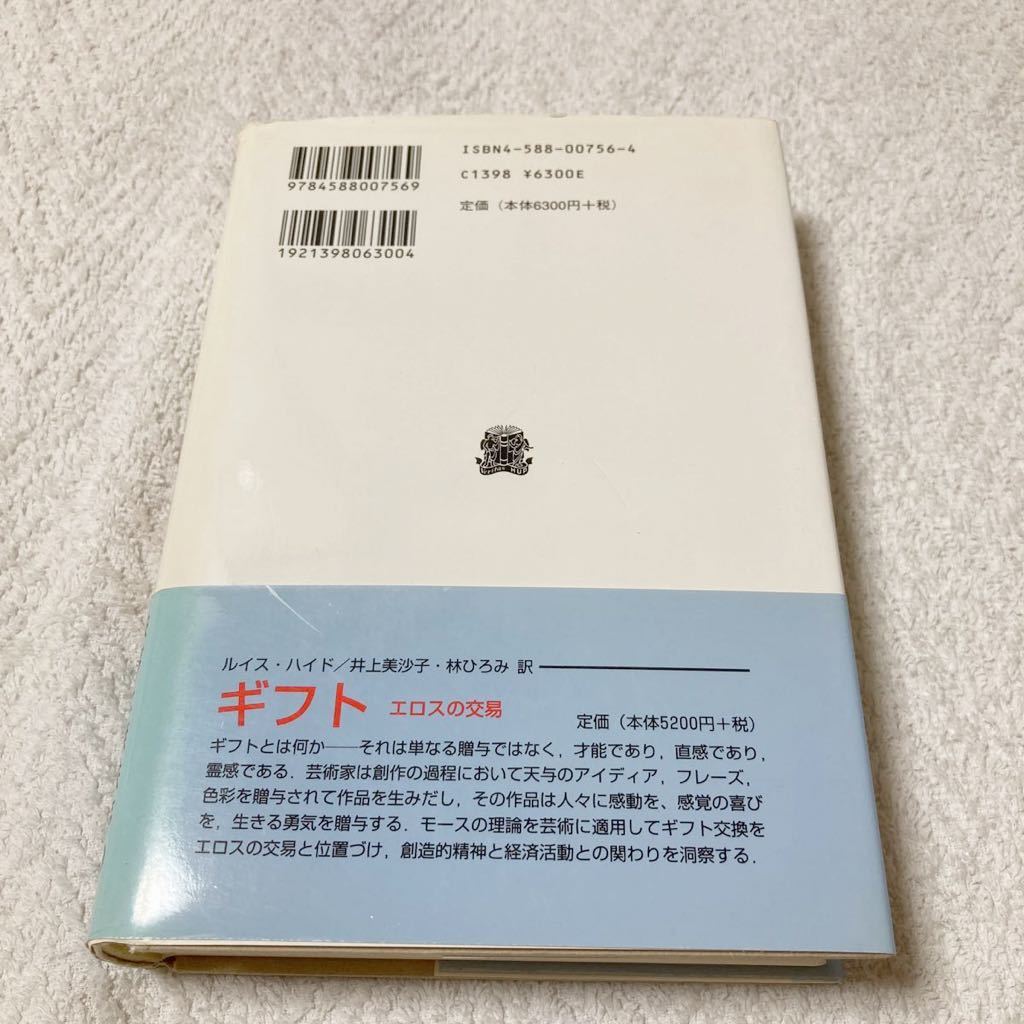 ISBN4-588-00756-4
9784588007569
C1398 ¥6300E
定価（本体6300円＋税）
1921398063004
HUP
ルイス・ハイド／井上美沙子・林ひろみ 訳
ギフト エロスの交易
定価（本体5200円＋税）
ギフトとは何か──それは単なる贈与ではなく，才能であり，直感であり，
霊感である．芸術家は創作の過程において天与のアイディア，フレーズ，
色彩を贈与されて作品を生みだし，その作品は人々に感動を、感覚の喜び
を，生きる勇気を贈与する．モースの理論を芸術に適用してギフト交換を
エロスの交易と位置づけ，創造的精神と経済活動との関わりを洞察する．